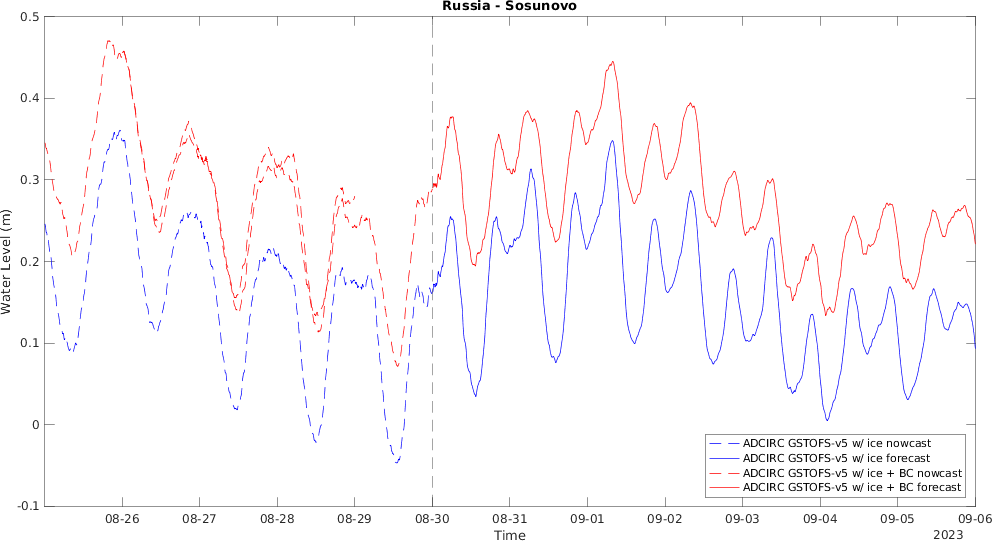 Russia - Sosunovo
0.5
0.4
0.3
0.2
0.1
0
-0.1
Water Level (m)
ADCIRC GSTOFS-v5 w/ ice nowcast
ADCIRC GSTOFS-v5 w/ ice forecast
ADCIRC GSTOFS-v5 w/ ice + BC nowcast
ADCIRC GSTOFS-v5 w/ ice + BC forecast
08-26 08-27 08-28 08-29 08-30 08-31 09-01 09-02 09-03 09-04 09-05 09-06
Time
2023